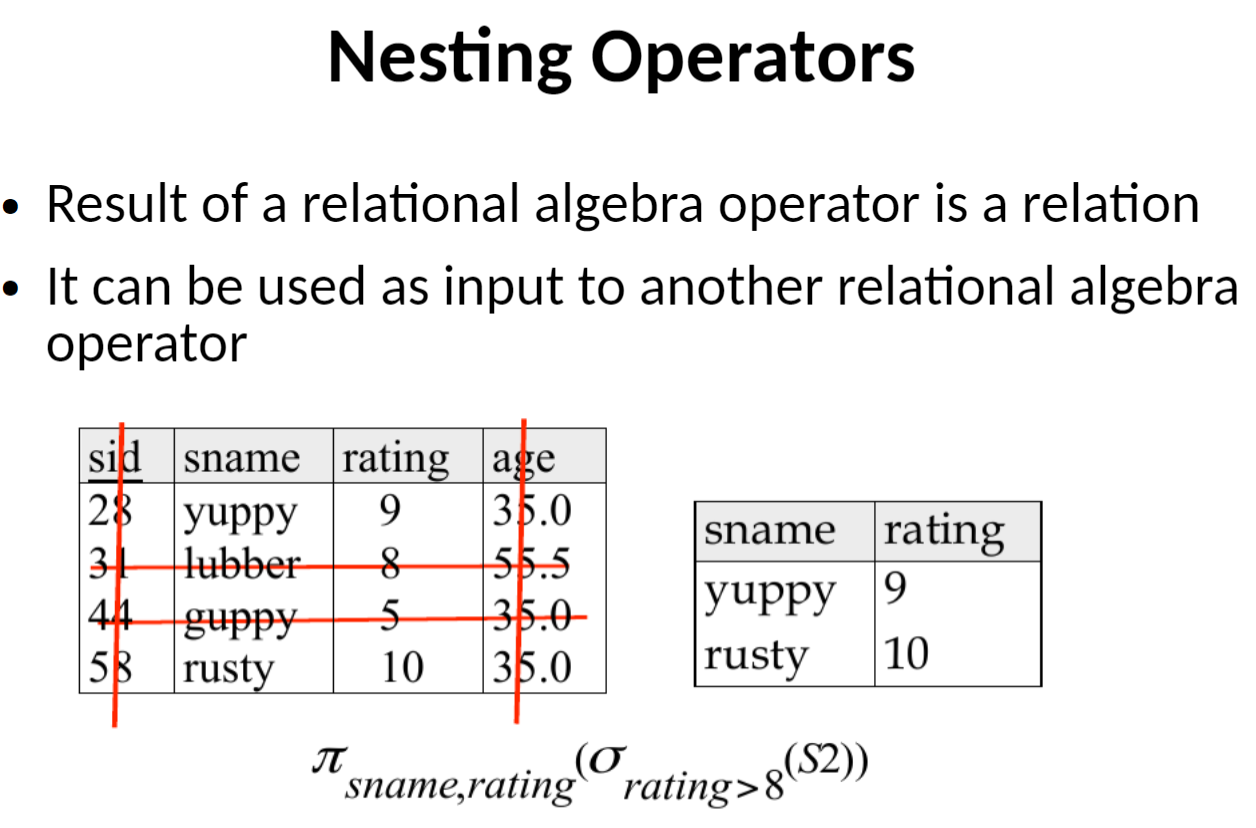 Nesting Operators
• Result of a relational algebra operator is a relation
• It can be used as input to another relational algebra
operator
sid sname rating age
28 yuppy 9 35.0
31 lubber 8 55.5
44 guppy 5 35.0
58 rusty 10 35.0
sname rating
yuppy 9
rusty 10
π sname,rating (σ rating>8 (S2))